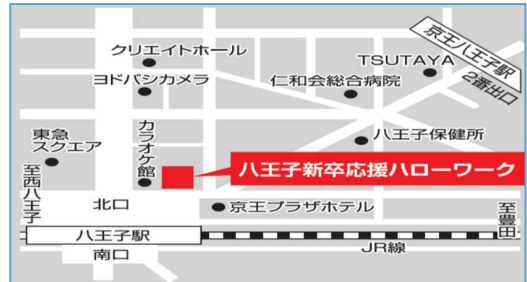 クリエイトホール
ヨドバシカメラ
TSUTAYA
京王八王子駅
2番出口
仁和会総合病院
八王子保健所
東急
スクエア
カラオケ館
八王子新卒応援ハローワーク
至西八王子
北口
京王プラザホテル
至豊田
八王子駅
JR線
南口